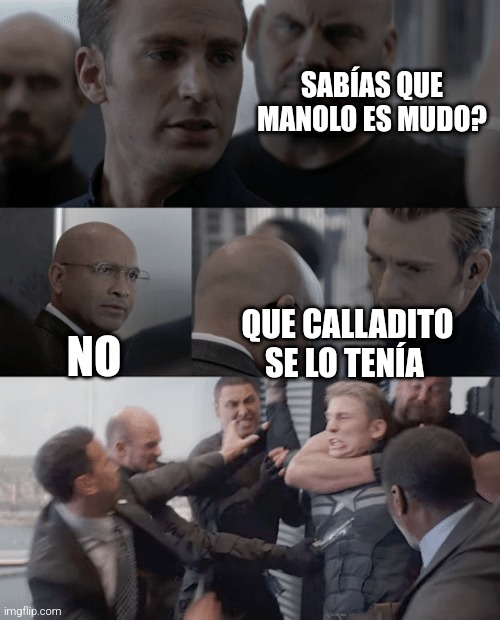 SABÍAS QUE
MANOLO ES MUDO?
NO
QUE CALLADITO
SE LO TENÍA
imgflip.com